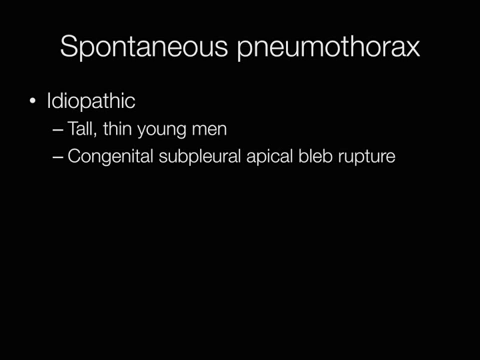 Spontaneous pneumothorax
• Idiopathic
– Tall, thin young men
– Congenital subpleural apical bleb rupture